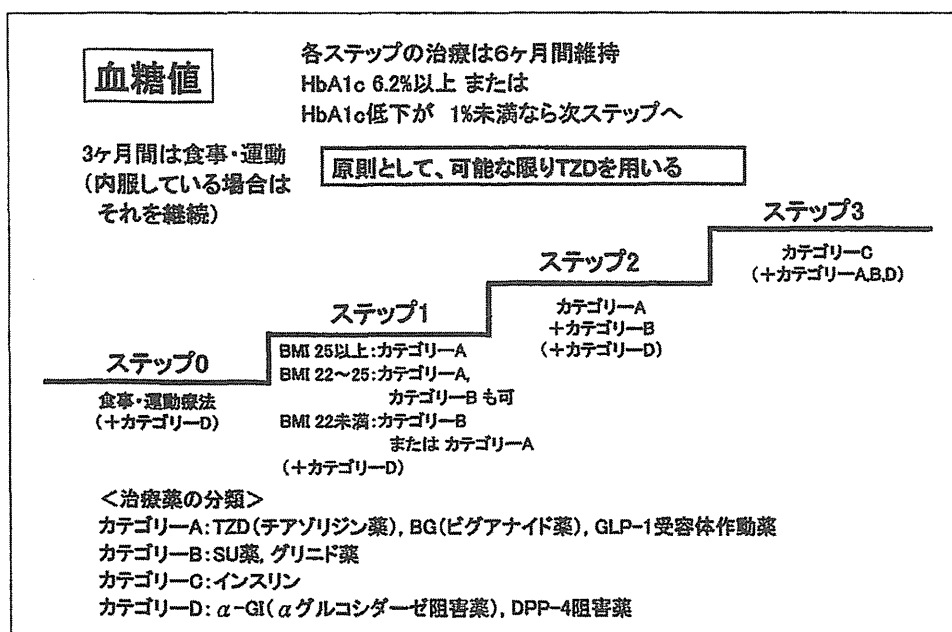 血糖値
各ステップの治療は6ヶ月間維持
HbA1c 6.2%以上 または
HbA1c低下が 1%未満なら次ステップへ
3ヶ月間は食事・運動
(内服している場合は
それを継続)
原則として、可能な限りTZDを用いる
ステップ3
カテゴリーC
(+カテゴリーA,B,D)
ステップ2
カテゴリーA
+カテゴリーB
(+カテゴリーD)
ステップ1
BMI 25以上:カテゴリーA
BMI 22~25:カテゴリーA,
カテゴリーB も可
BMI 22未満:カテゴリーB
または カテゴリーA
(+カテゴリーD)
ステップ0
食事・運動療法
(+カテゴリーD)
<治療薬の分類>
カテゴリーA:TZD(チアゾリジン薬), BG(ビグアナイド薬), GLP-1受容体作動薬
カテゴリーB:SU薬, グリニド薬
カテゴリーC:インスリン
カテゴリーD: α-GI(αグルコシダーゼ阻害薬), DPP-4阻害薬